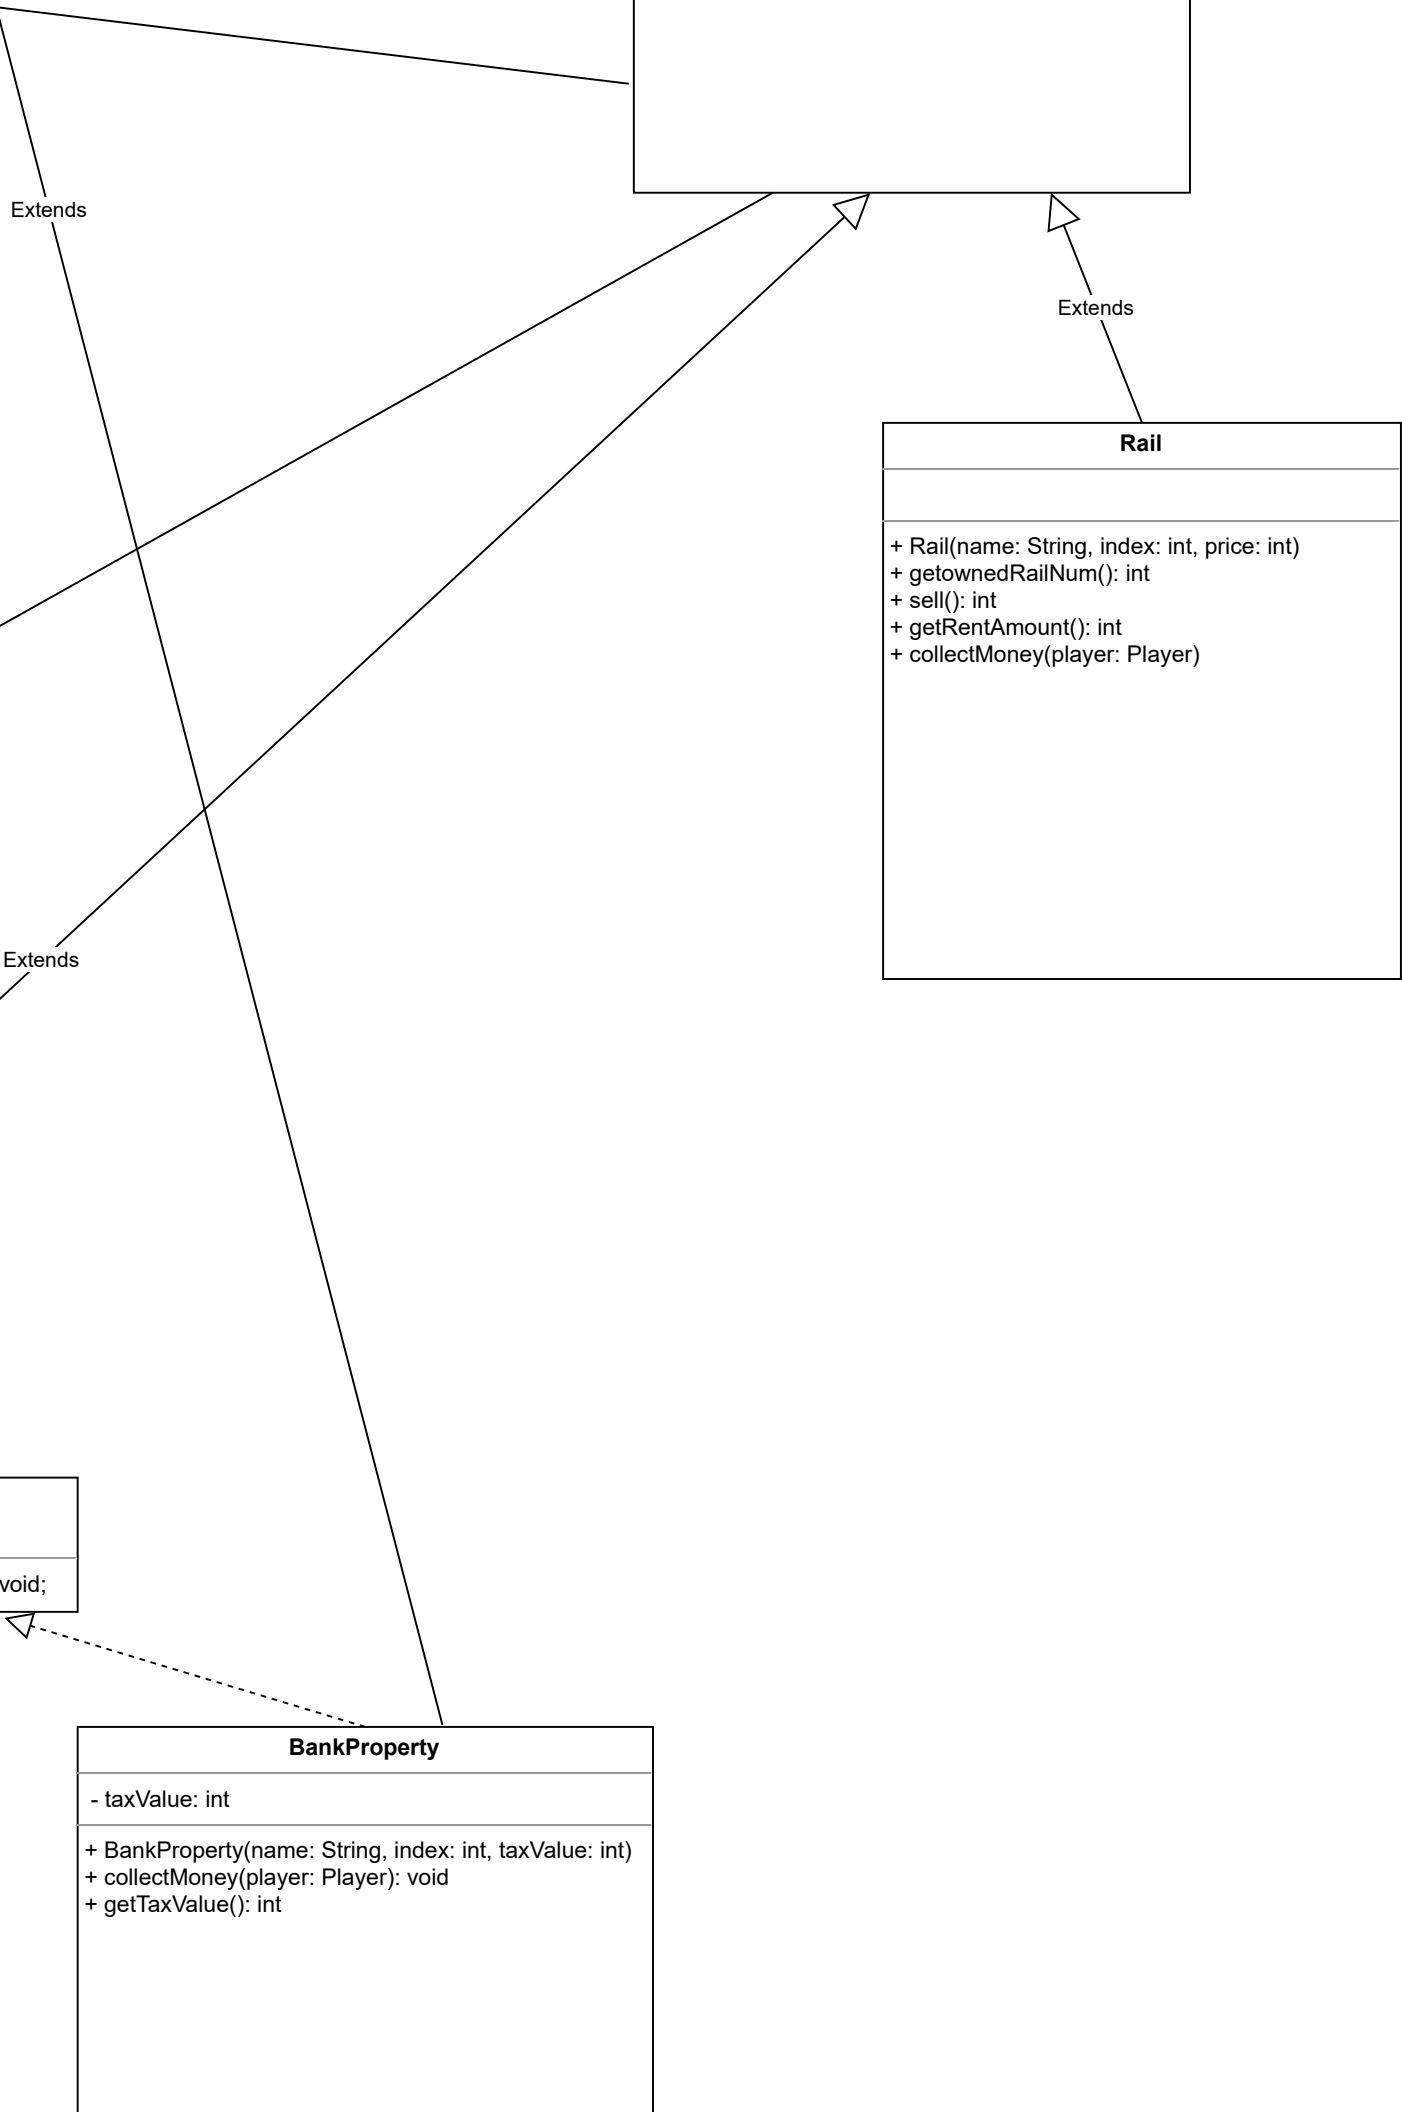 Extends
Extends
Rail
+ Rail(name: String, index: int, price: int)
+ getownedRailNum(): int
+ sell(): int
+ getRentAmount(): int
+ collectMoney(player: Player)
Extends
void;
BankProperty
- taxValue: int
+ BankProperty(name: String, index: int, taxValue: int)
+ collectMoney(player: Player): void
+ getTaxValue(): int